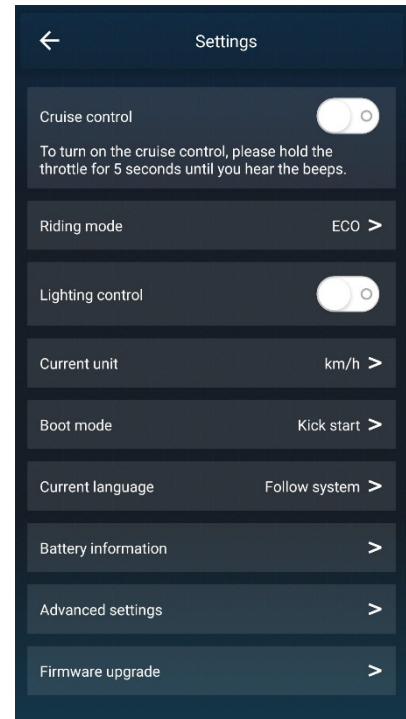 Settings
Cruise control
To turn on the cruise control, please hold the
throttle for 5 seconds until you hear the beeps.
Riding mode ECO >
Lighting control
Current unit km/h >
Boot mode Kick start >
Current language Follow system >
Battery information >
Advanced settings >
Firmware upgrade >